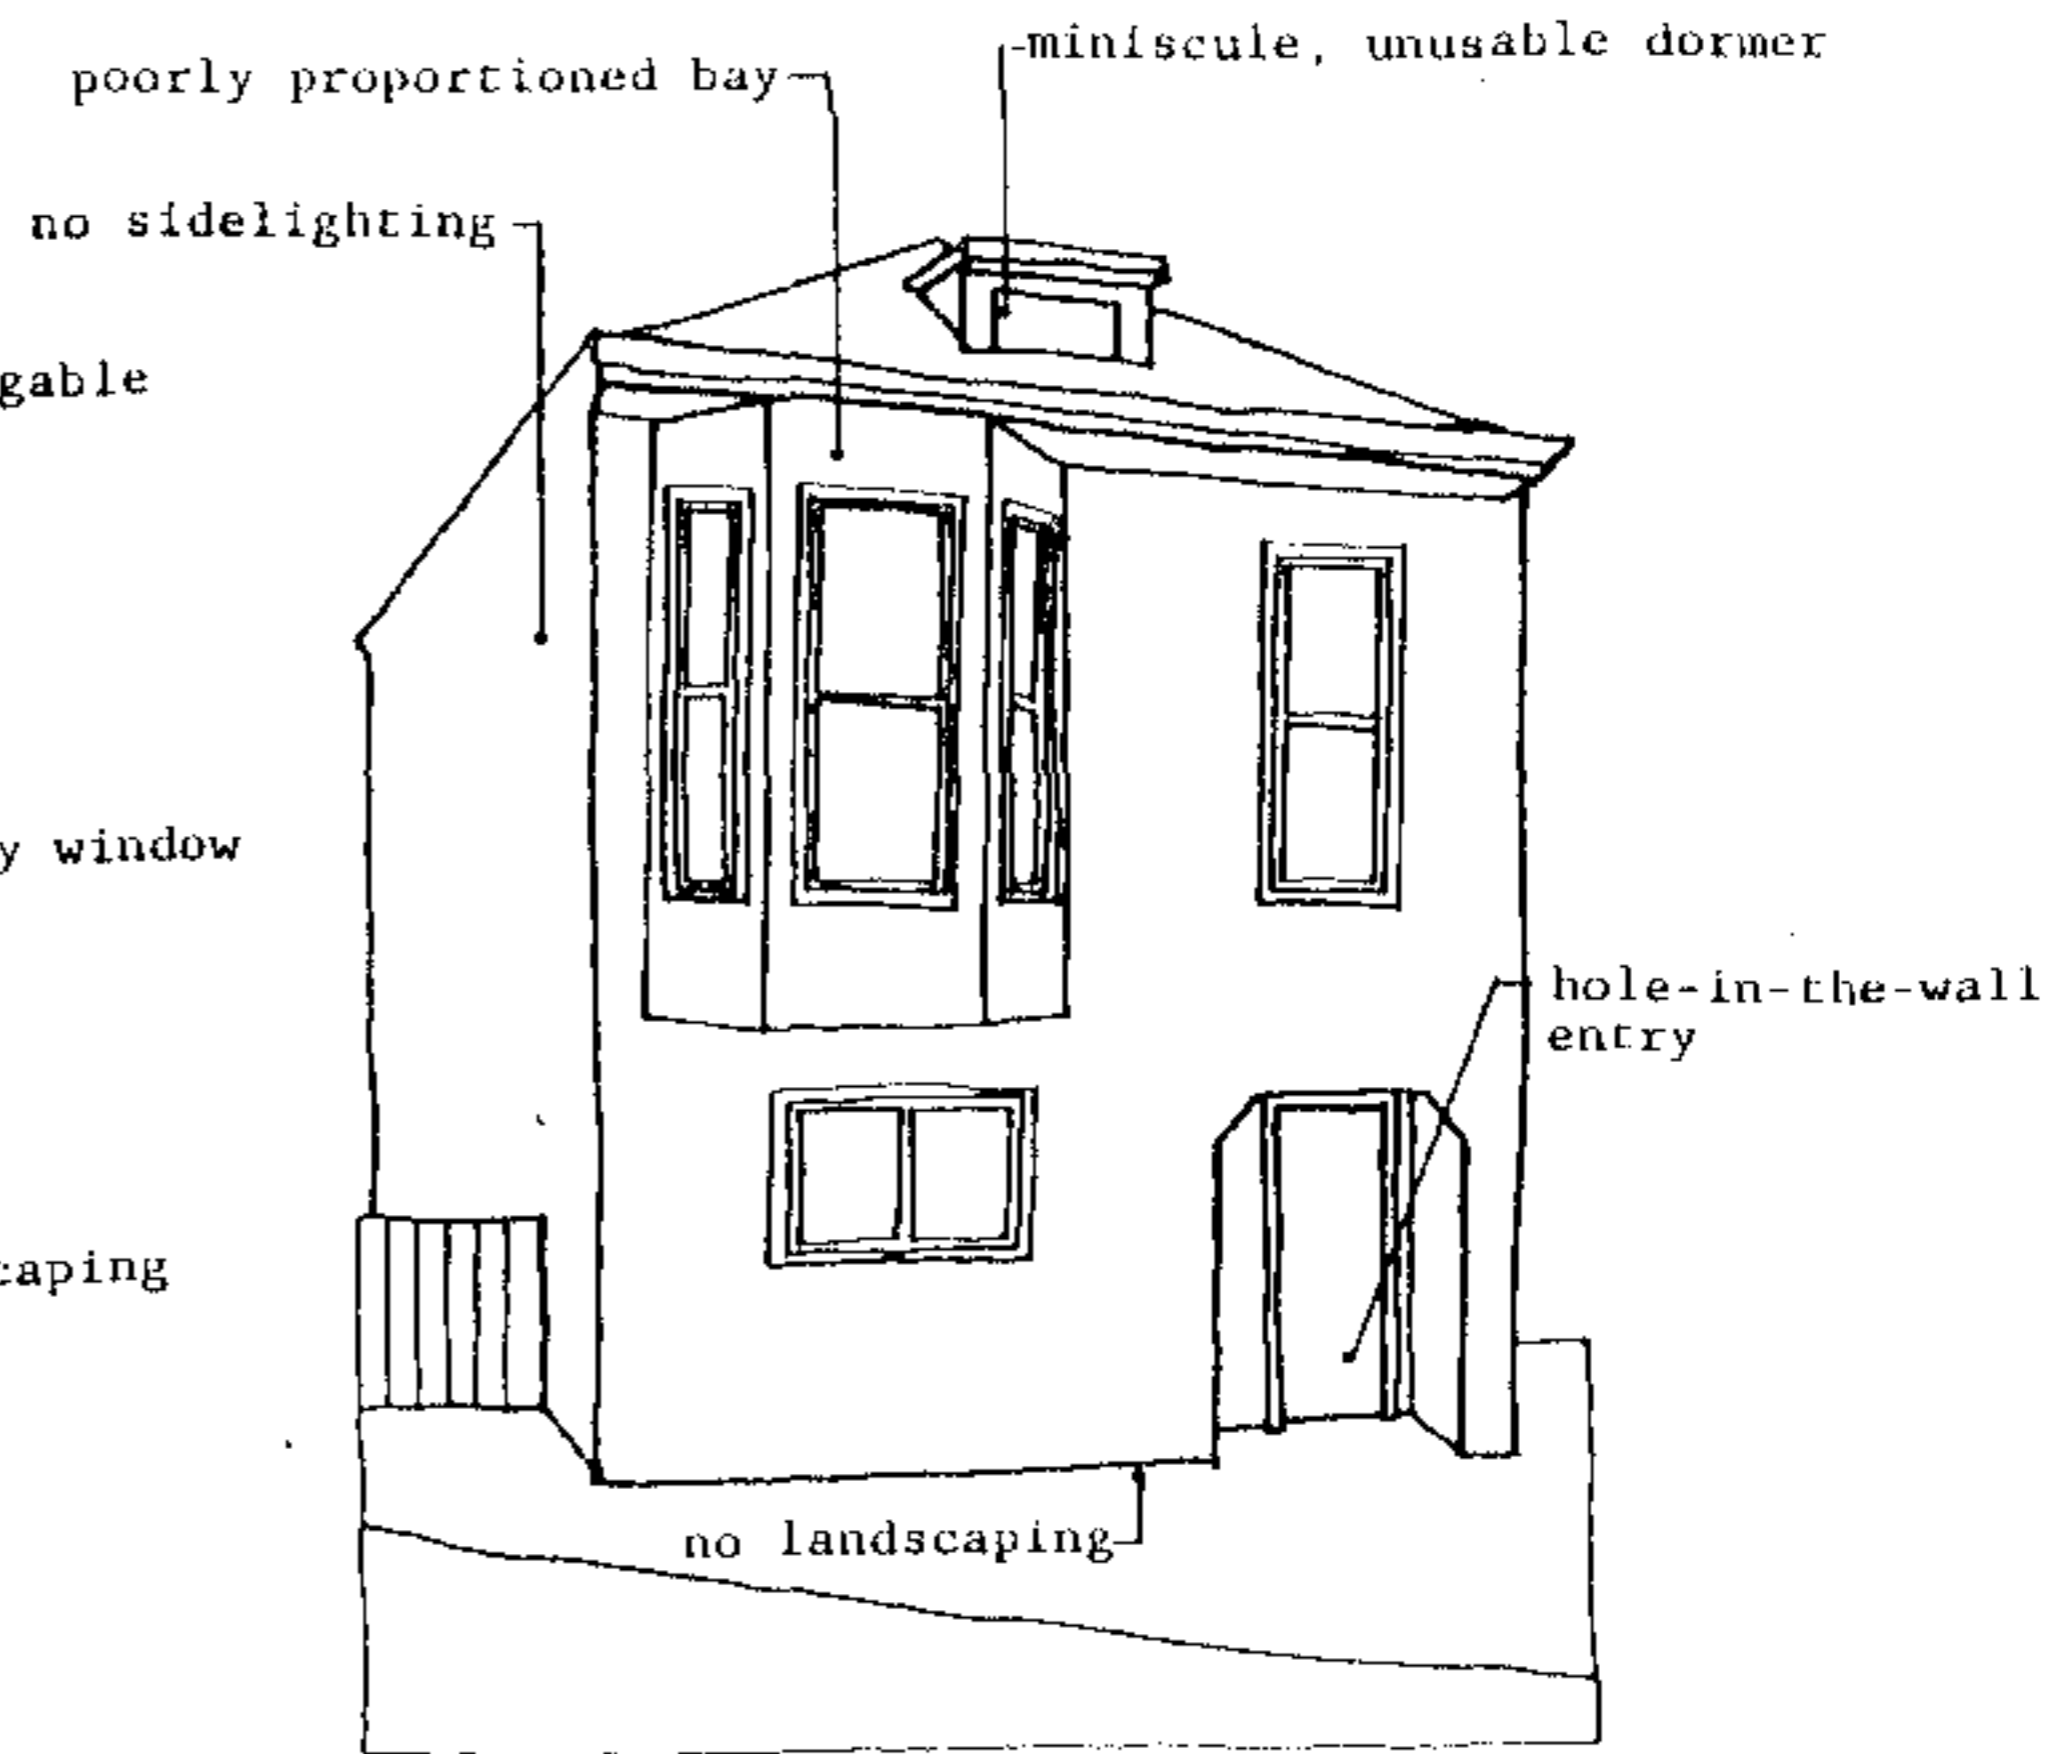 miniscule, unusable dormer
poorly proportioned bay
no sidelighting
gable
y window
hole-in-the-wall
entry
caping
no landscaping